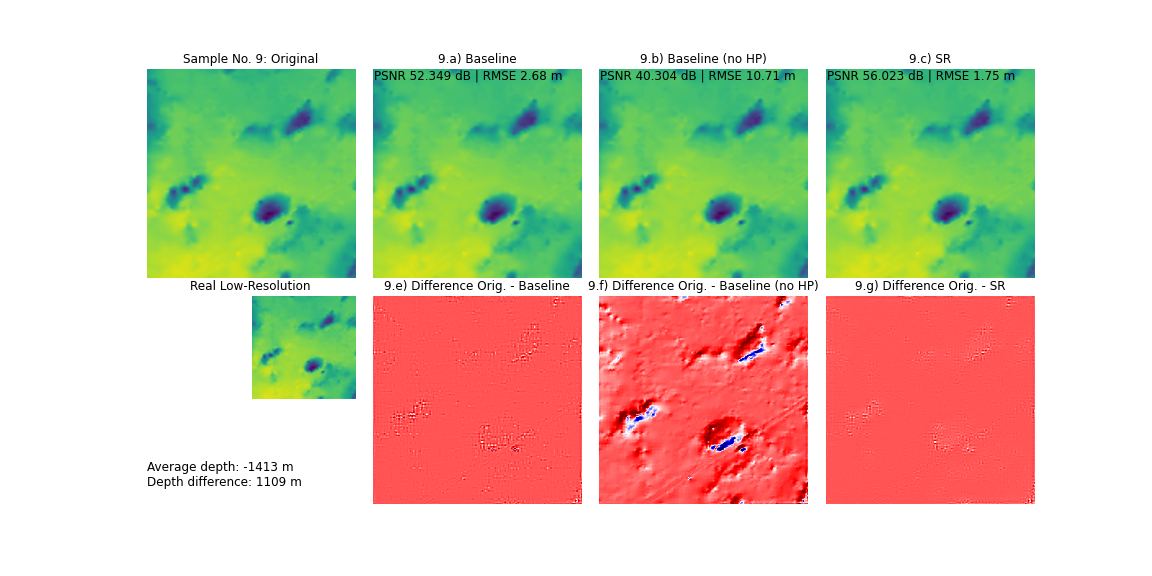 Sample No. 9: Original
9.a) Baseline
9.b) Baseline (no HP)
9.c) SR
PSNR 52.349 dB | RMSE 2.68 m
PSNR 40.304 dB | RMSE 10.71 m
PSNR 56.023 dB | RMSE 1.75 m
Real Low-Resolution
9.e) Difference Orig. - Baseline
9.f) Difference Orig. - Baseline (no HP)
9.g) Difference Orig. - SR
Average depth: -1413 m
Depth difference: 1109 m